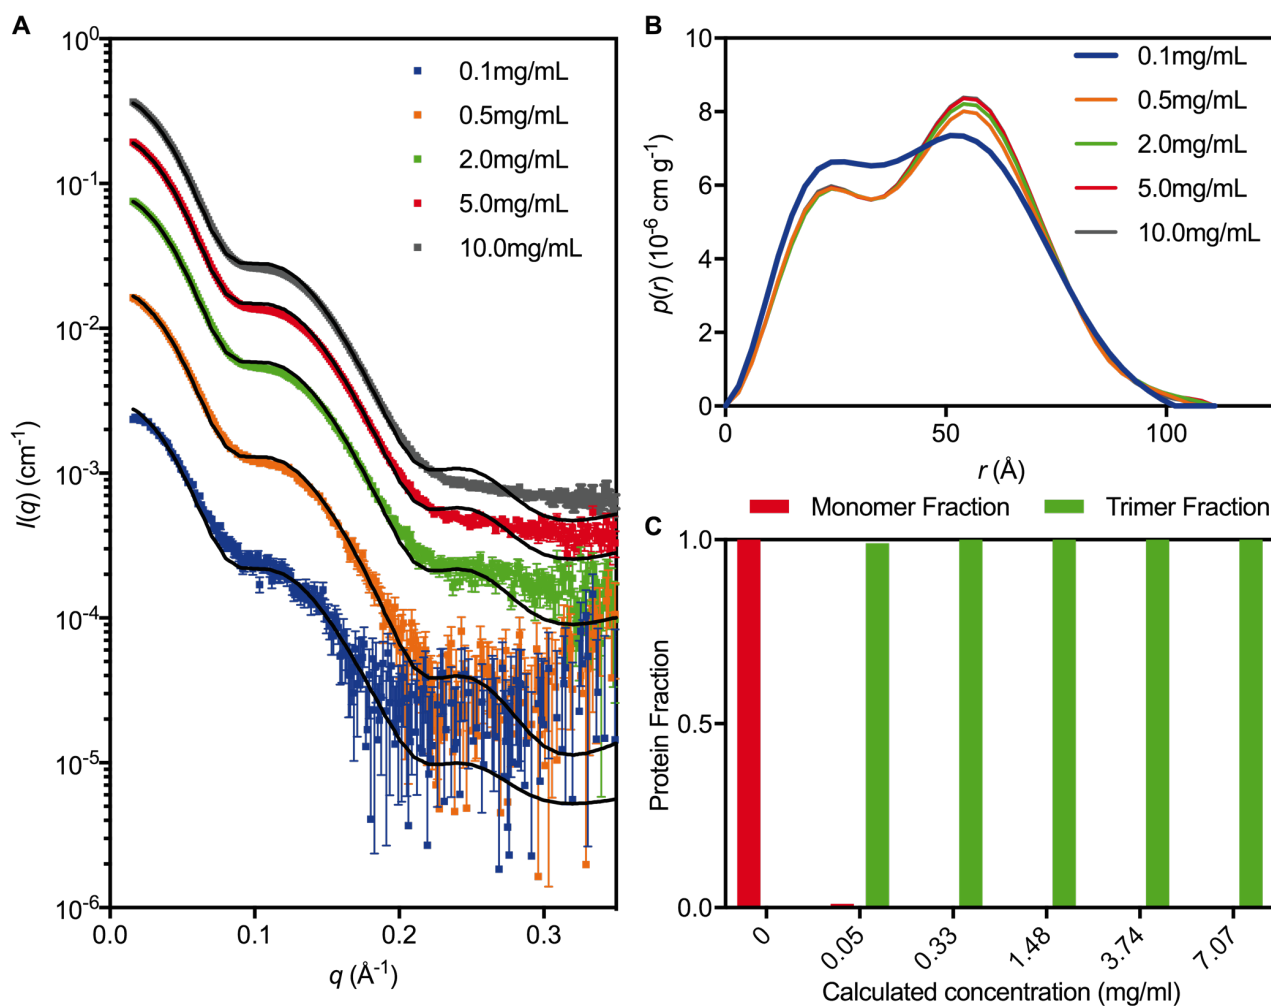 A
10⁰
10⁻¹
10⁻²
10⁻³
10⁻⁴
10⁻⁵
10⁻⁶
I(q) (cm⁻¹)
0.0
0.1
0.2
0.3
q (Å⁻¹)
0.1mg/mL
0.5mg/mL
2.0mg/mL
5.0mg/mL
10.0mg/mL
B
10
8
6
4
2
0
p(r) (10⁻⁶ cm g⁻¹)
0
50
100
r (Å)
0.1mg/mL
0.5mg/mL
2.0mg/mL
5.0mg/mL
10.0mg/mL
C
Monomer Fraction
Trimer Fraction
1.0
0.5
0.0
Protein Fraction
0
0.05
0.33
1.48
3.74
7.07
Calculated concentration (mg/ml)